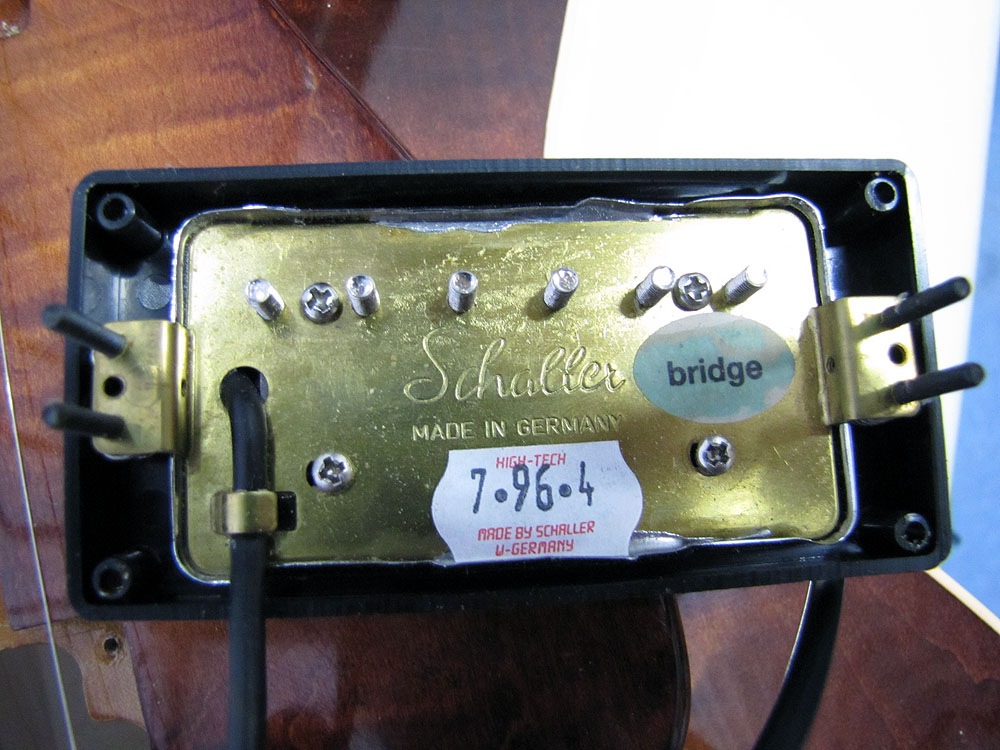 Schaller
bridge
MADE IN GERMANY
HIGH-TECH
7•96•4
MADE BY SCHALLER
W-GERMANY